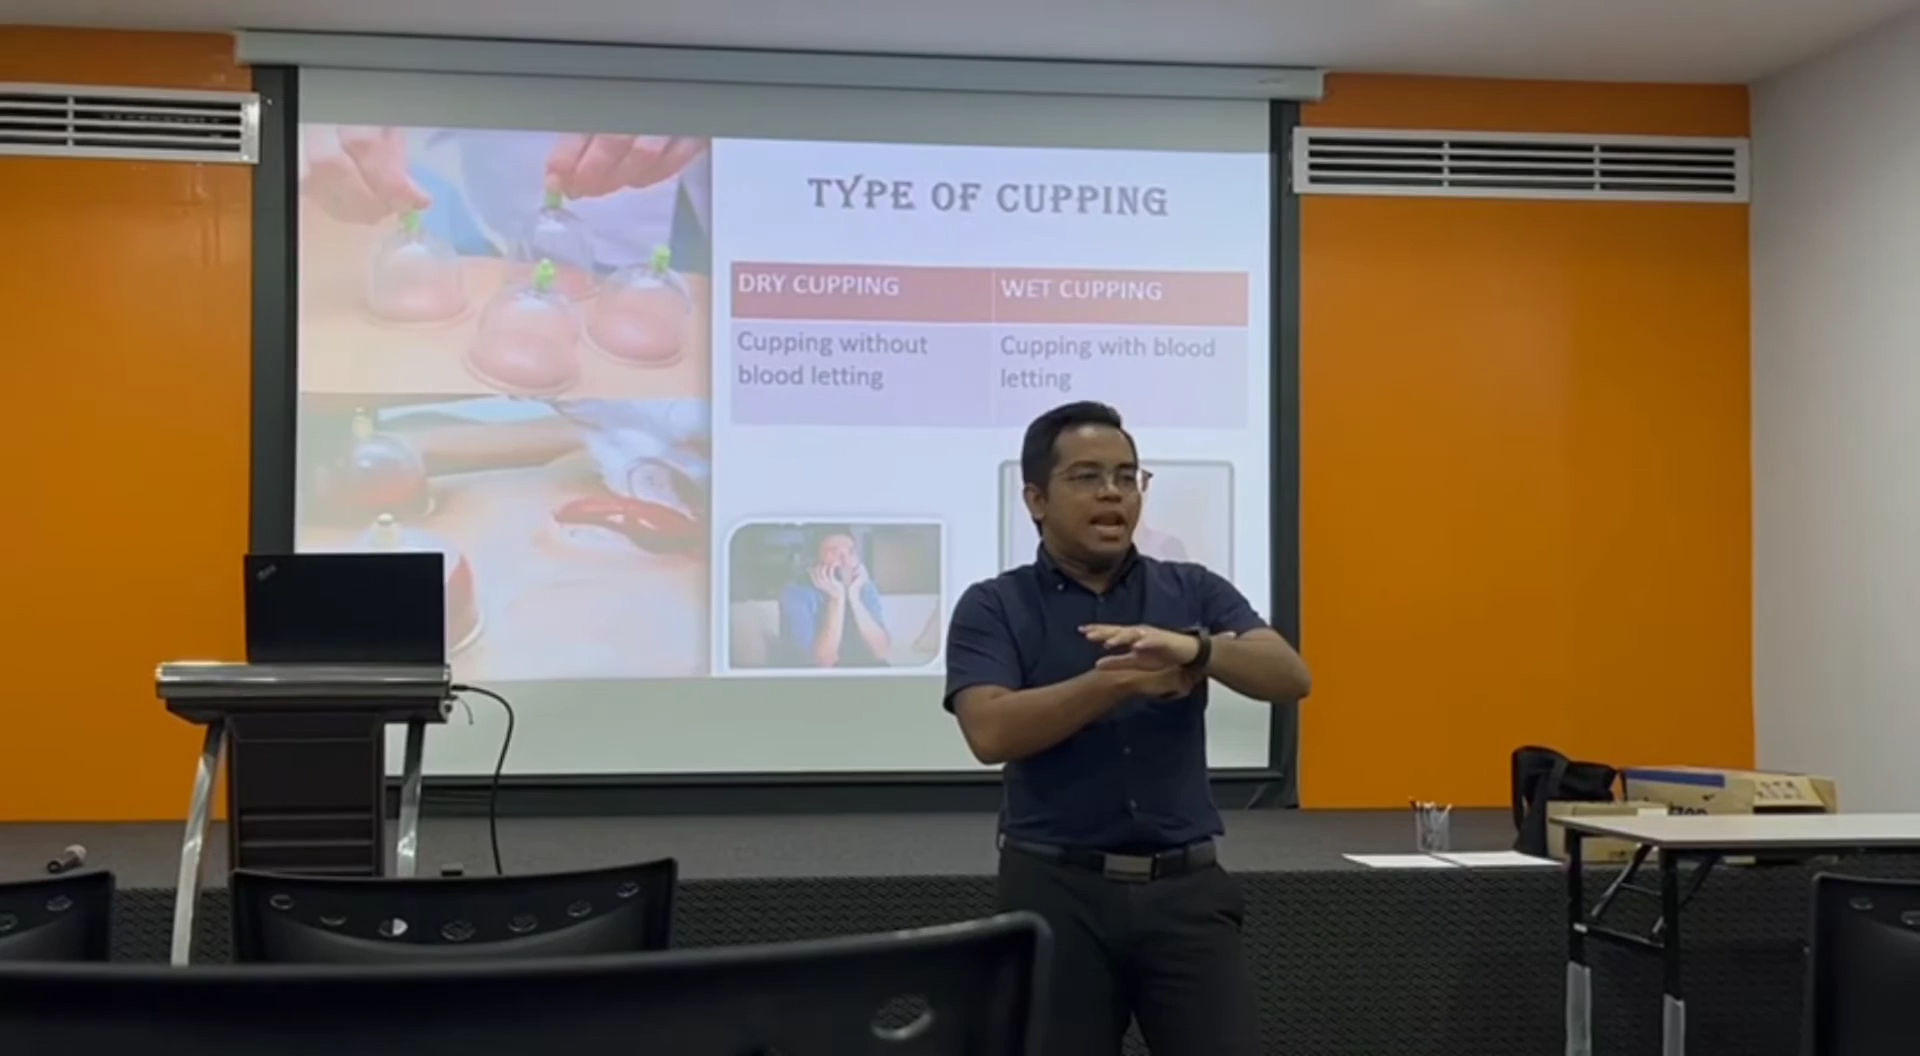 TYPE OF CUPPING
DRY CUPPING
WET CUPPING
Cupping without
blood letting
Cupping with blood
letting